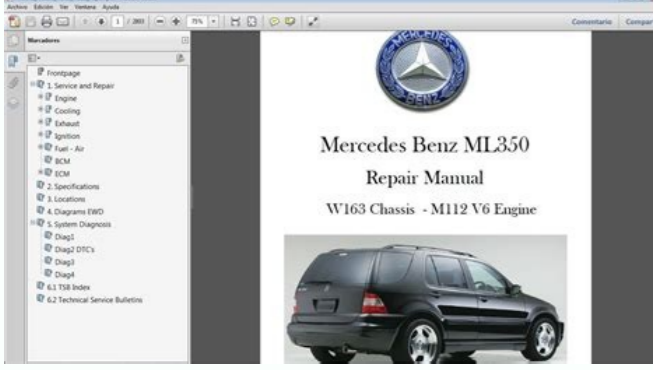 Archivo Edición Ver Ventana Ayuda
1 / 2803 75% Comentario Compar
Marcadores
Frontpage
1. Service and Repair
Engine
Cooling
Exhaust
Ignition
Fuel - Air
BCM
ECM
2. Specifications
3. Locations
4. Diagrams EWD
5. System Diagnosis
Diag1
Diag2 DTC's
Diag3
Diag4
6.1 TSB Index
6.2 Technical Service Bulletins
MERCEDES
BENZ
Mercedes Benz ML350
Repair Manual
W163 Chassis - M112 V6 Engine